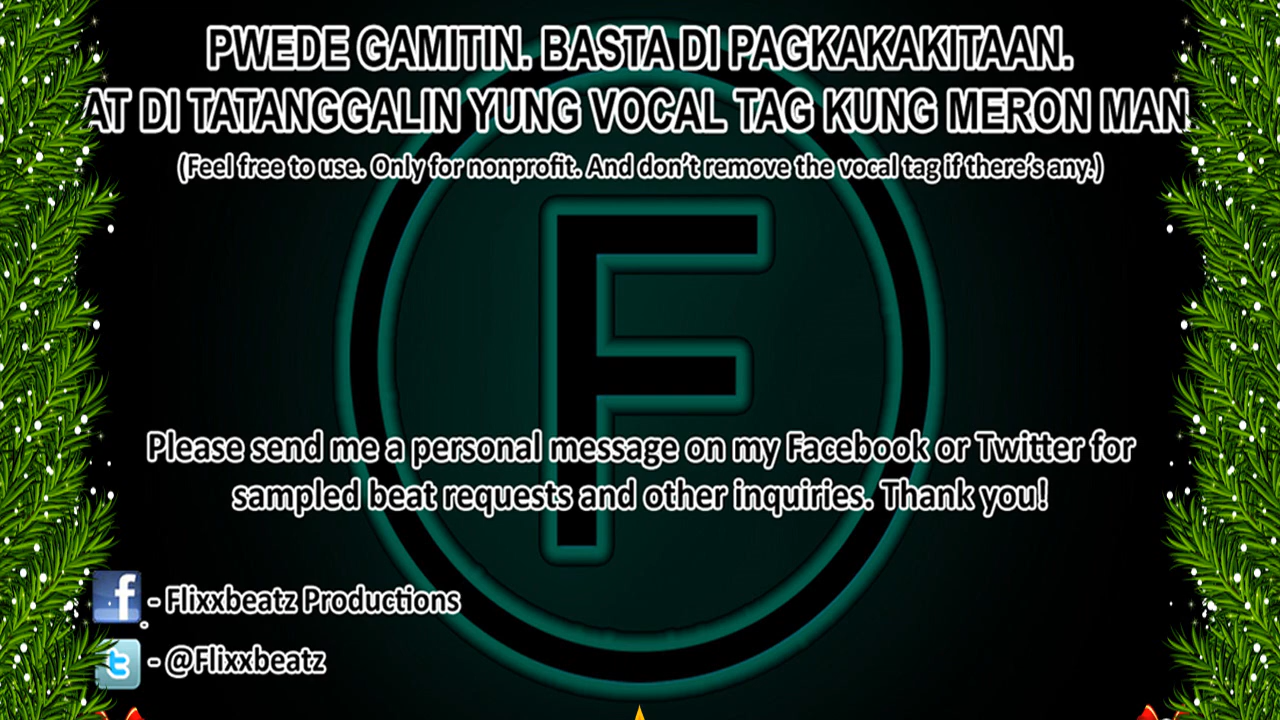 PWEDE GAMITIN. BASTA DI PAGKAKAKITAAN.
AT DI TATANGGALIN YUNG VOCAL TAG KUNG MERON MAN.
(Feel free to use. Only for nonprofit. And don't remove the vocal tag if there's any.)
F
Please send me a personal message on my Facebook or Twitter for
sampled beat requests and other inquiries. Thank you!
f - Flixxbeatz Productions
t - @Flixxbeatz